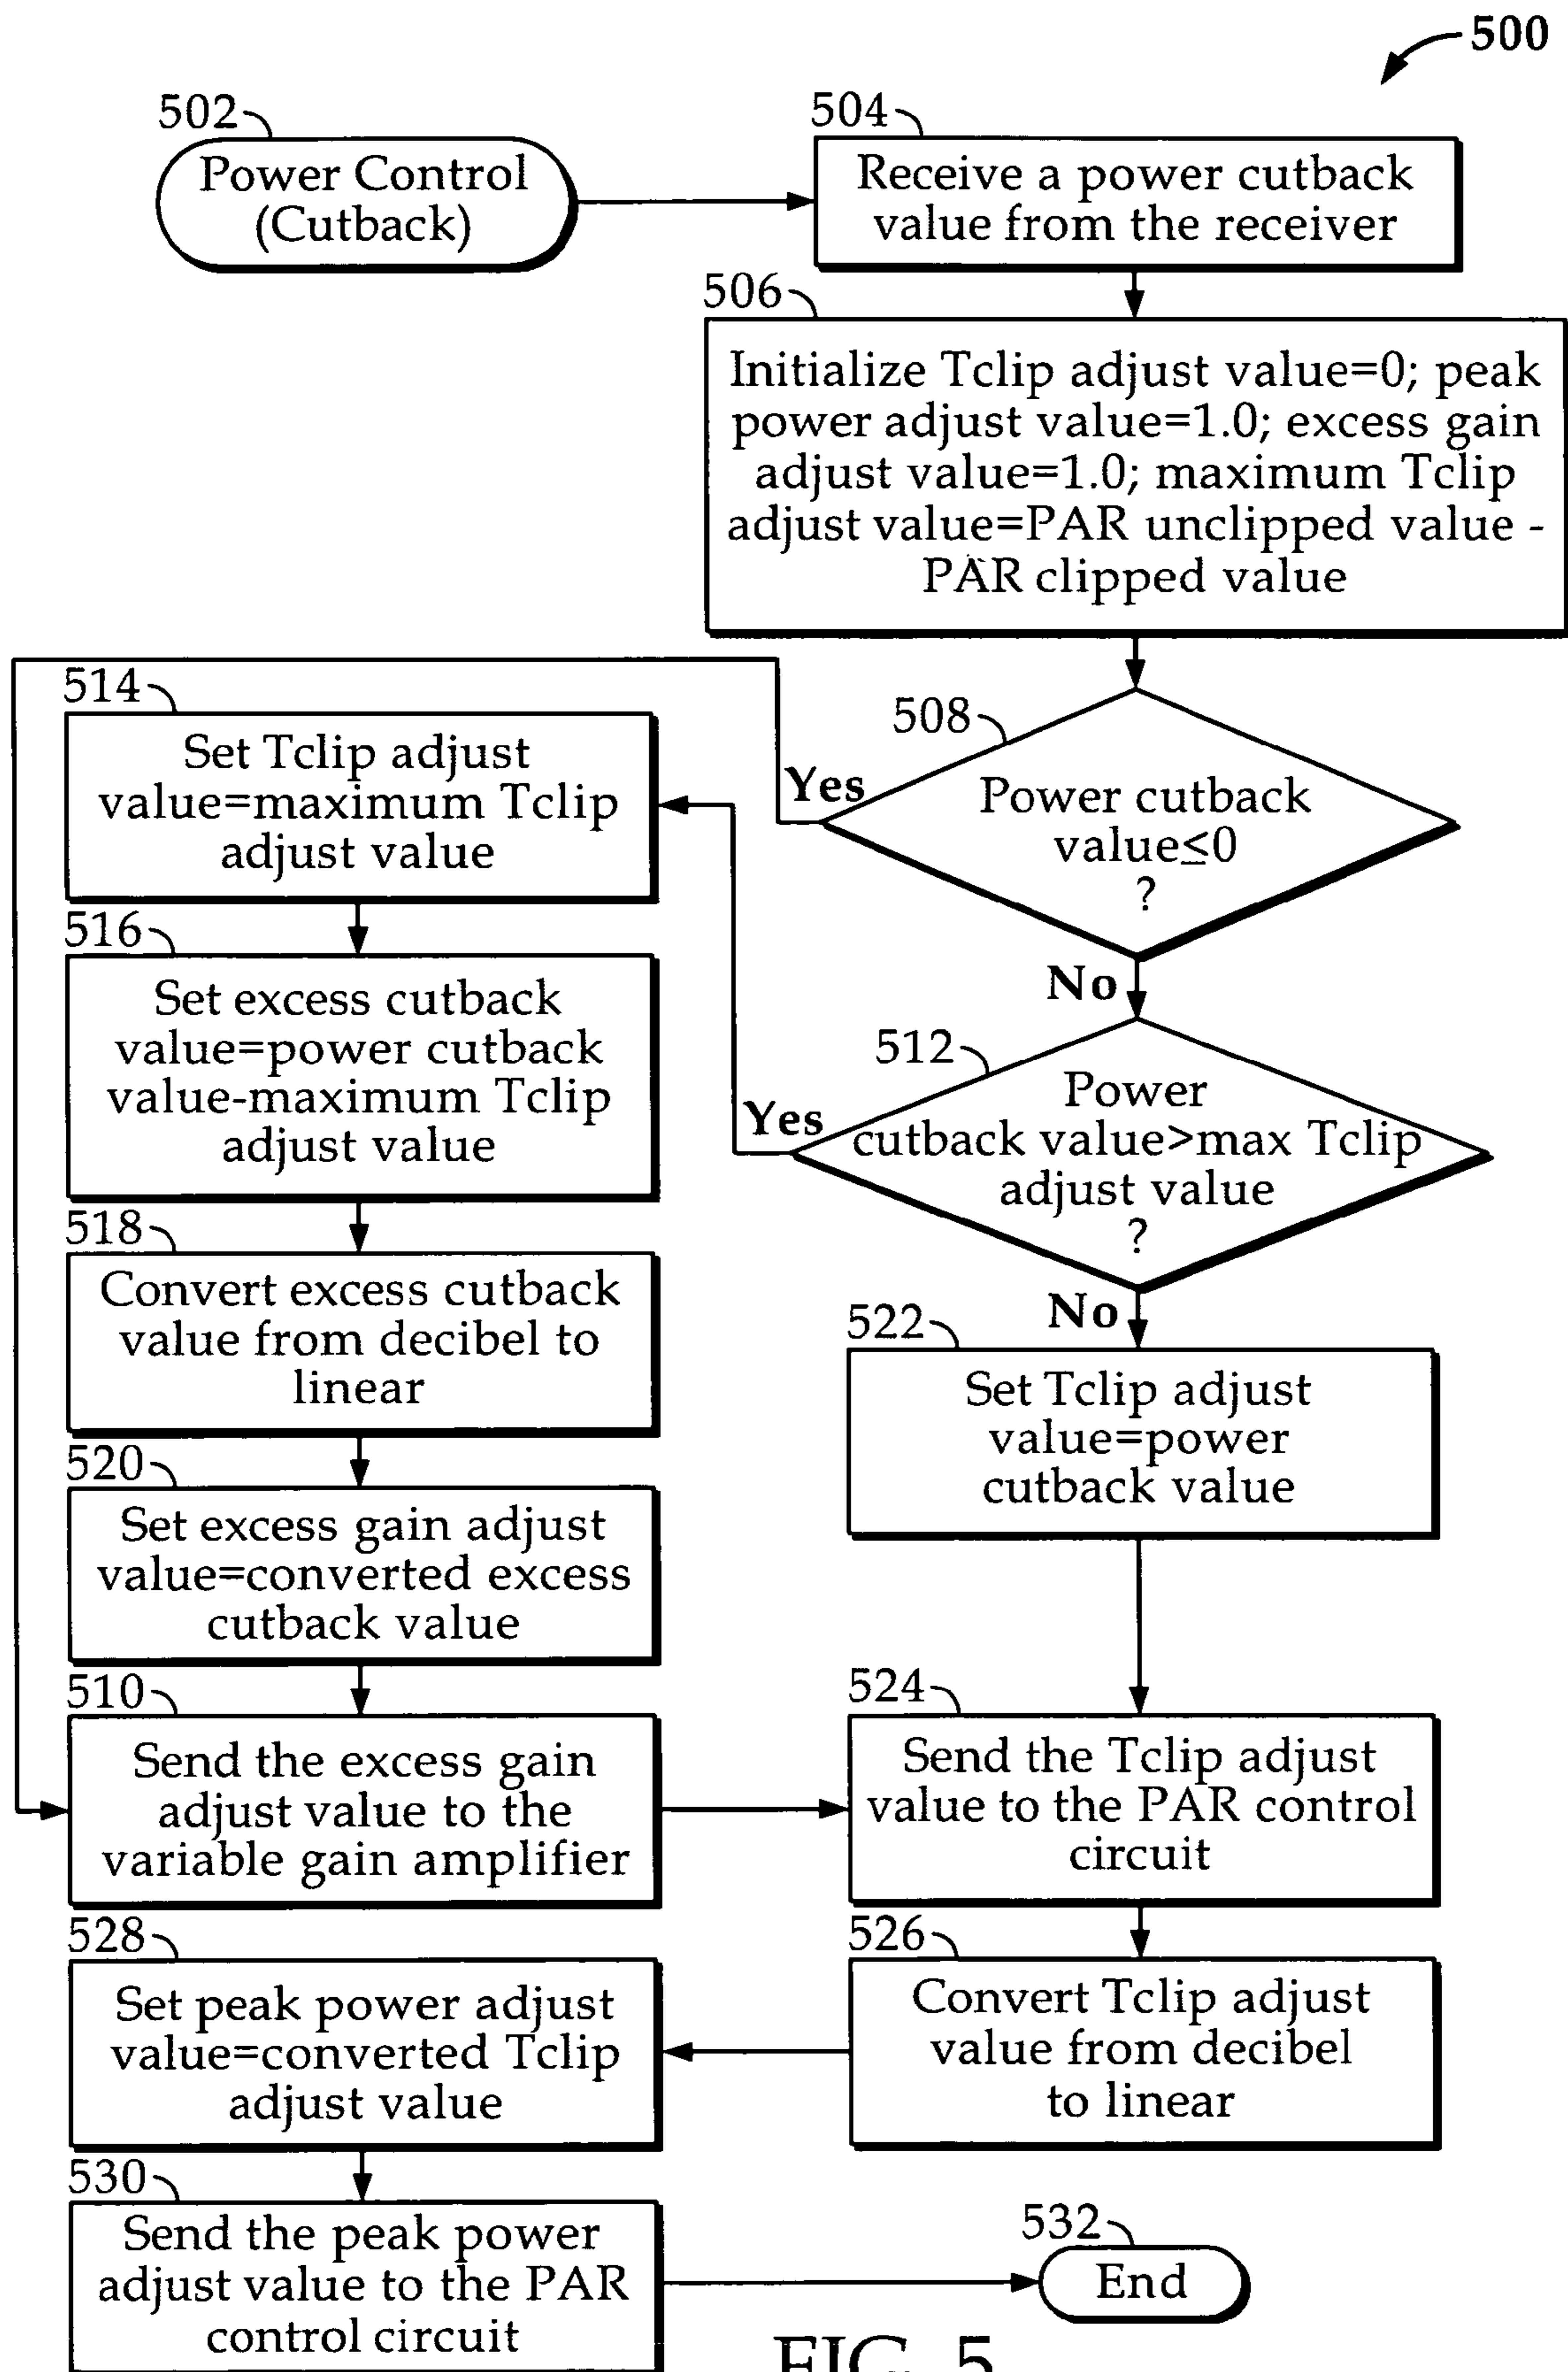 500
502
Power Control
(Cutback)
504
Receive a power cutback
value from the receiver
506
Initialize Tclip adjust value=0; peak
power adjust value=1.0; excess gain
adjust value=1.0; maximum Tclip
adjust value=PAR unclipped value -
PAR clipped value
508
Power cutback
value≤0
?
Yes
No
512
Power
cutback value>max Tclip
adjust value
?
Yes
No
514
Set Tclip adjust
value=maximum Tclip
adjust value
516
Set excess cutback
value=power cutback
value-maximum Tclip
adjust value
518
Convert excess cutback
value from decibel to
linear
520
Set excess gain adjust
value=converted excess
cutback value
510
Send the excess gain
adjust value to the
variable gain amplifier
522
Set Tclip adjust
value=power
cutback value
524
Send the Tclip adjust
value to the PAR control
circuit
526
Convert Tclip adjust
value from decibel
to linear
528
Set peak power adjust
value=converted Tclip
adjust value
530
Send the peak power
adjust value to the PAR
control circuit
532
End
FIG. 5